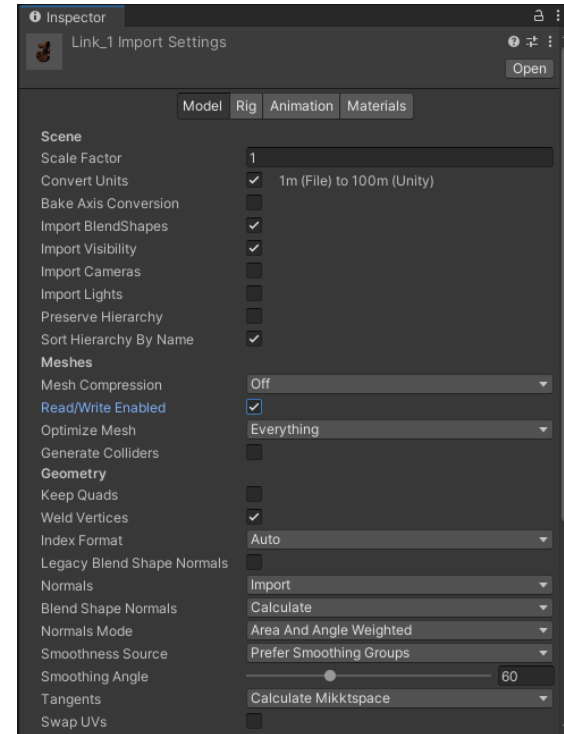 Inspector
Link_1 Import Settings
Open
Model Rig Animation Materials
Scene
Scale Factor 1
Convert Units 1m (File) to 100m (Unity)
Bake Axis Conversion
Import BlendShapes
Import Visibility
Import Cameras
Import Lights
Preserve Hierarchy
Sort Hierarchy By Name
Meshes
Mesh Compression Off
Read/Write Enabled
Optimize Mesh Everything
Generate Colliders
Geometry
Keep Quads
Weld Vertices
Index Format Auto
Legacy Blend Shape Normals
Normals Import
Blend Shape Normals Calculate
Normals Mode Area And Angle Weighted
Smoothness Source Prefer Smoothing Groups
Smoothing Angle 60
Tangents Calculate Mikktspace
Swap UVs